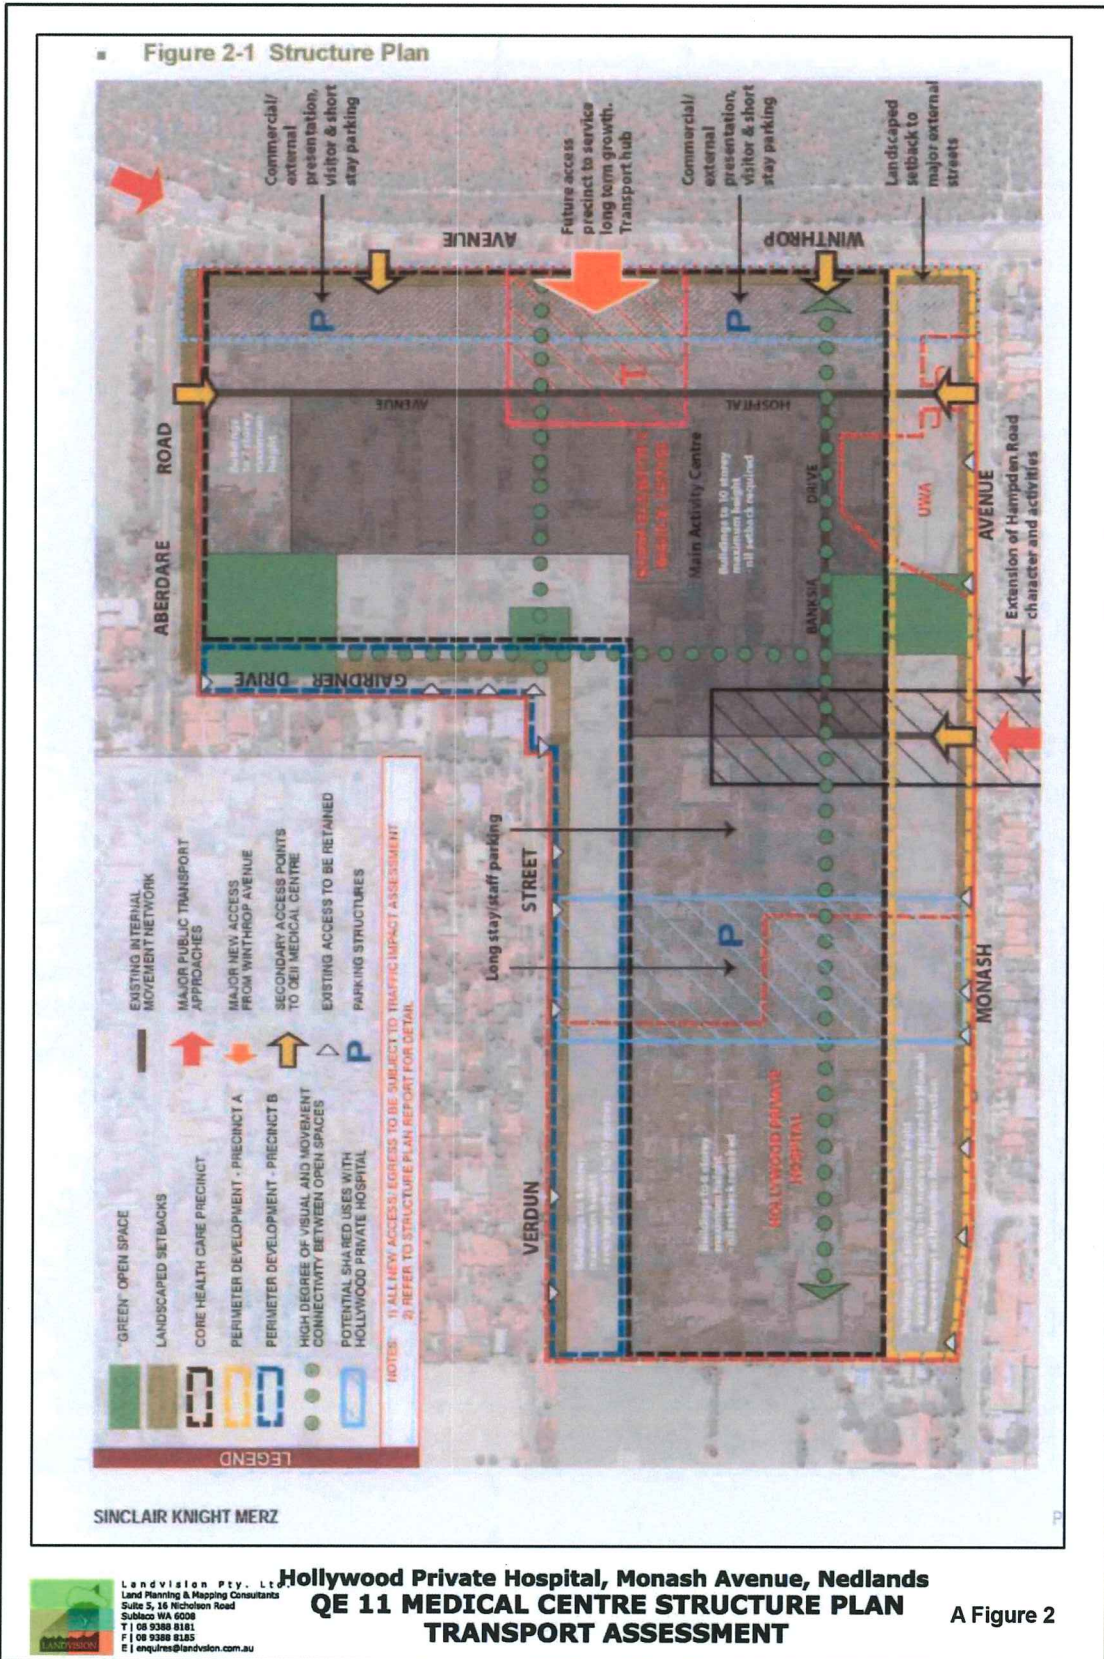 Figure 2-1 Structure Plan
Commercial/
external
presentation,
visitor & short
stay parking
Future access
precinct to service
long term growth.
Transport hub
Commercial/
external
presentation,
visitor & short
stay parking
Landscaped
setback to
major external
streets
AVENUE
WINTHROP
P
P
T
AVENUE
HOSPITAL
ROAD
ABERDARE
Main Activity Centre
Buildings to 10 storey
maximum height
- nil setback required
BANKSIA
DRIVE
UWA
AVENUE
Extension of Hampden Road
character and activities
GAIRDNER
DRIVE
Long stay/staff parking
STREET
VERDUN
P
HOLLYWOOD PRIVATE
HOSPITAL
MONASH
LEGEND
"GREEN" OPEN SPACE
LANDSCAPED SETBACKS
CORE HEALTH CARE PRECINCT
PERIMETER DEVELOPMENT - PRECINCT A
PERIMETER DEVELOPMENT - PRECINCT B
HIGH DEGREE OF VISUAL AND MOVEMENT
CONNECTIVITY BETWEEN OPEN SPACES
POTENTIAL SHARED USES WITH
HOLLYWOOD PRIVATE HOSPITAL
EXISTING INTERNAL
MOVEMENT NETWORK
MAJOR PUBLIC TRANSPORT
APPROACHES
MAJOR NEW ACCESS
FROM WINTHROP AVENUE
SECONDARY ACCESS POINTS
TO QEII MEDICAL CENTRE
EXISTING ACCESS TO BE RETAINED
P
PARKING STRUCTURES
NOTES: 1) ALL NEW ACCESS/ EGRESS TO BE SUBJECT TO TRAFFIC IMPACT ASSESSMENT
2) REFER TO STRUCTURE PLAN REPORT FOR DETAIL
SINCLAIR KNIGHT MERZ
LANDVISION
Landvision Pty. Ltd.
Land Planning & Mapping Consultants
Suite 5, 16 Nicholson Road
Subiaco WA 6008
T | 08 9388 8181
F | 08 9388 8185
E | enquires@landvsion.com.au
Hollywood Private Hospital, Monash Avenue, Nedlands
QE 11 MEDICAL CENTRE STRUCTURE PLAN
TRANSPORT ASSESSMENT
A Figure 2